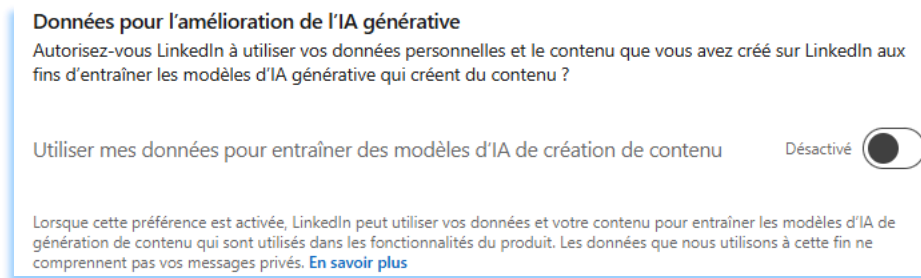 Données pour l’amélioration de l’IA générative
Autorisez-vous LinkedIn à utiliser vos données personnelles et le contenu que vous avez créé sur LinkedIn aux
fins d’entraîner les modèles d’IA générative qui créent du contenu ?
Utiliser mes données pour entraîner des modèles d’IA de création de contenu Désactivé
Lorsque cette préférence est activée, LinkedIn peut utiliser vos données et votre contenu pour entraîner les modèles d’IA de
génération de contenu qui sont utilisés dans les fonctionnalités du produit. Les données que nous utilisons à cette fin ne
comprennent pas vos messages privés. En savoir plus